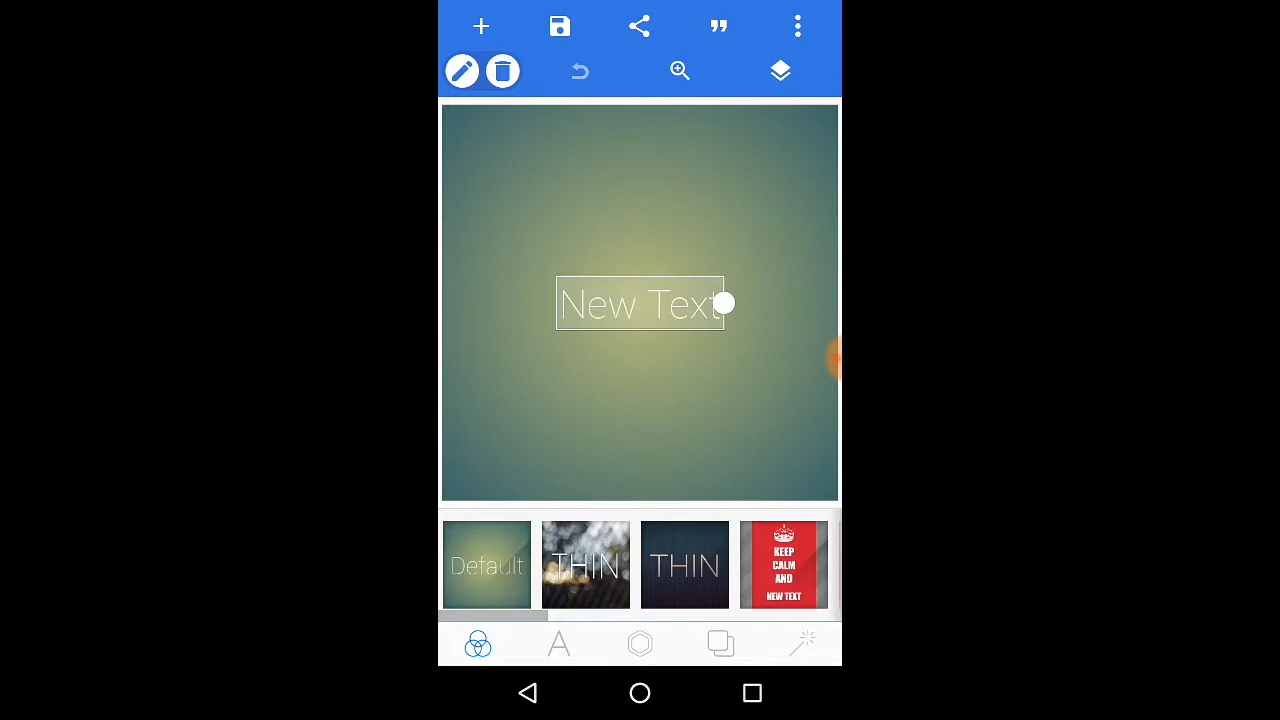 New Text
Default
THIN
THIN
KEEP
CALM
AND
NEW TEXT